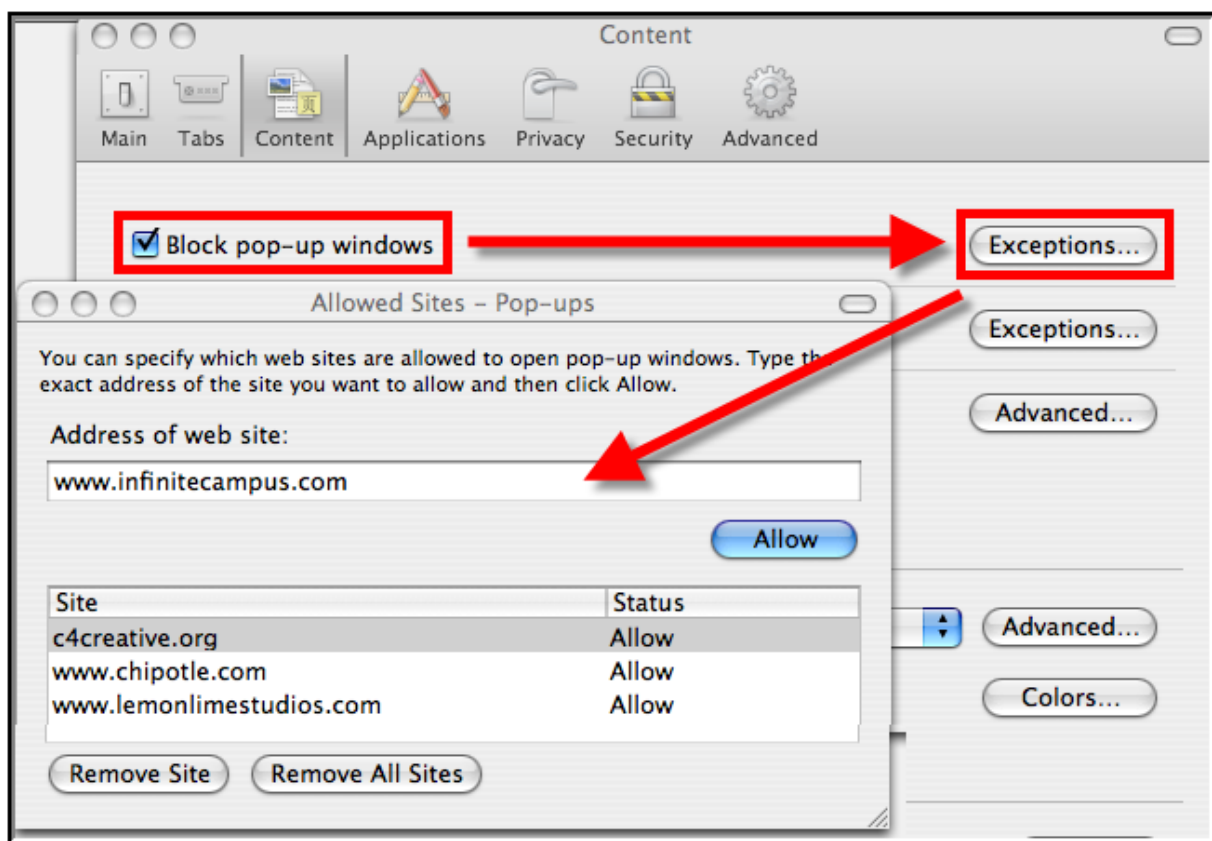 Content
Main Tabs Content Applications Privacy Security Advanced
Block pop-up windows Exceptions...
Allowed Sites – Pop-ups
Exceptions...
You can specify which web sites are allowed to open pop-up windows. Type the
exact address of the site you want to allow and then click Allow.
Advanced...
Address of web site:
www.infinitecampus.com
Allow
Site Status
c4creative.org Allow
Advanced...
www.chipotle.com Allow
www.lemonlimestudios.com Allow
Colors...
Remove Site Remove All Sites